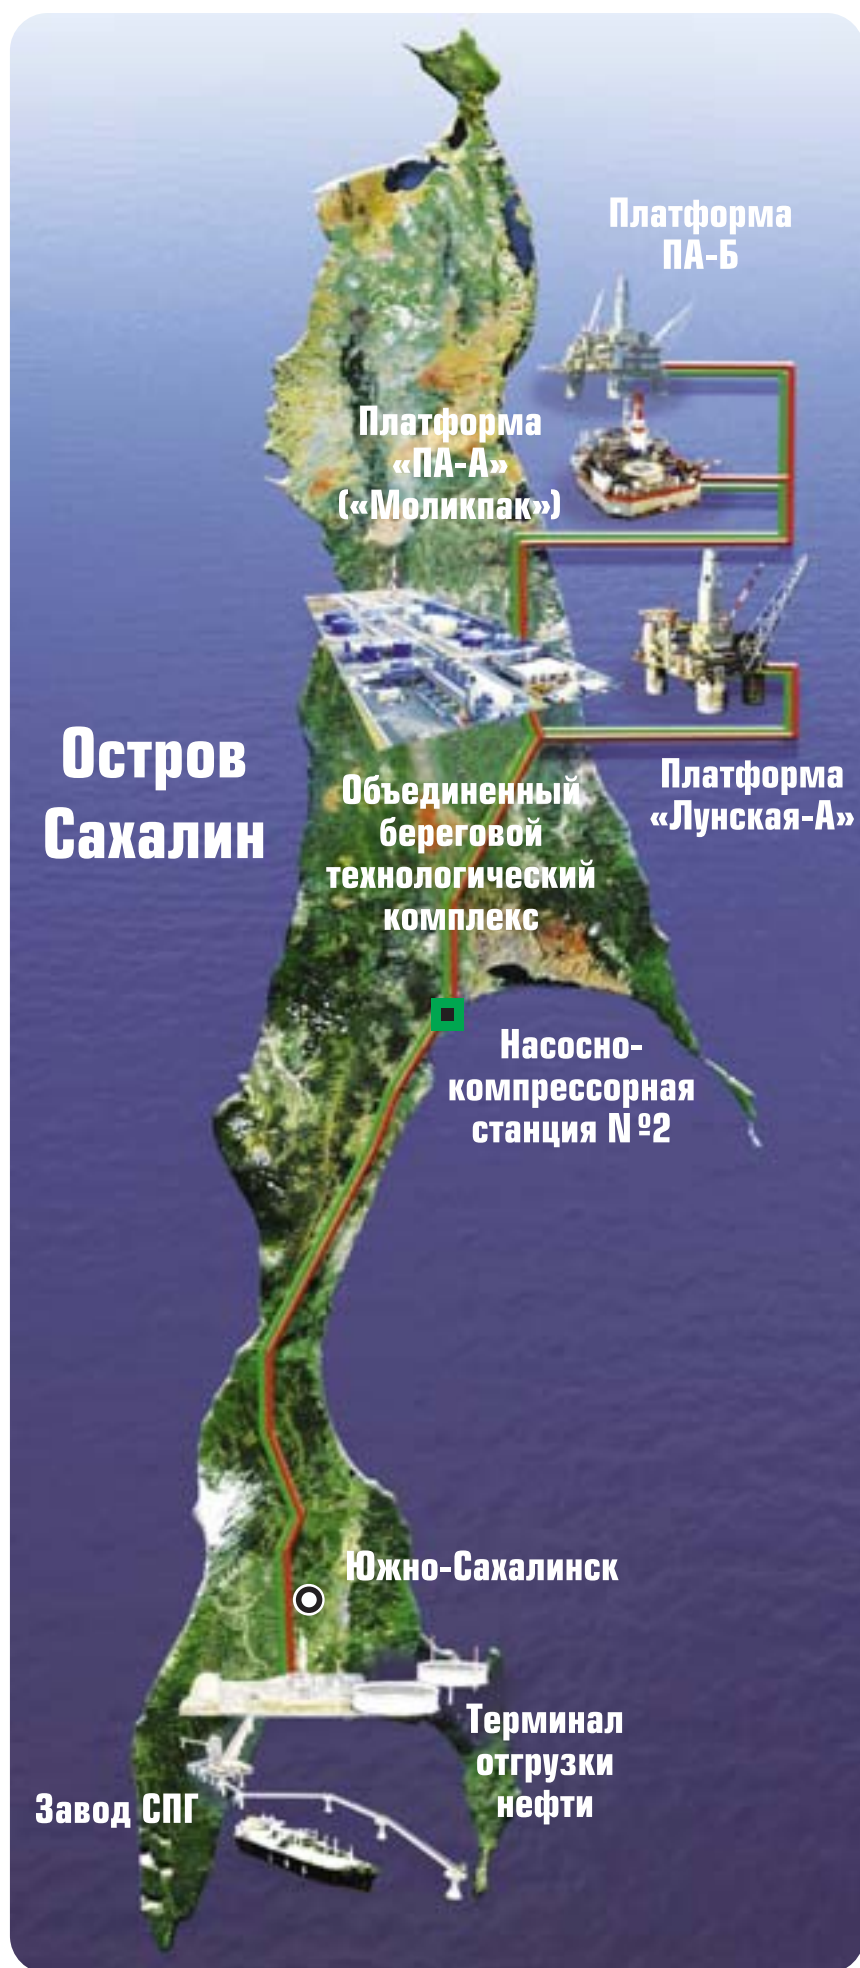 Платформа
ПА-Б
Платформа
«ПА-А»
(«Моликпак»)
Остров
Сахалин
Платформа
«Лунская-А»
Объединенный
береговой
технологический
комплекс
Насосно-
компрессорная
станция №2
Южно-Сахалинск
Терминал
отгрузки
нефти
Завод СПГ